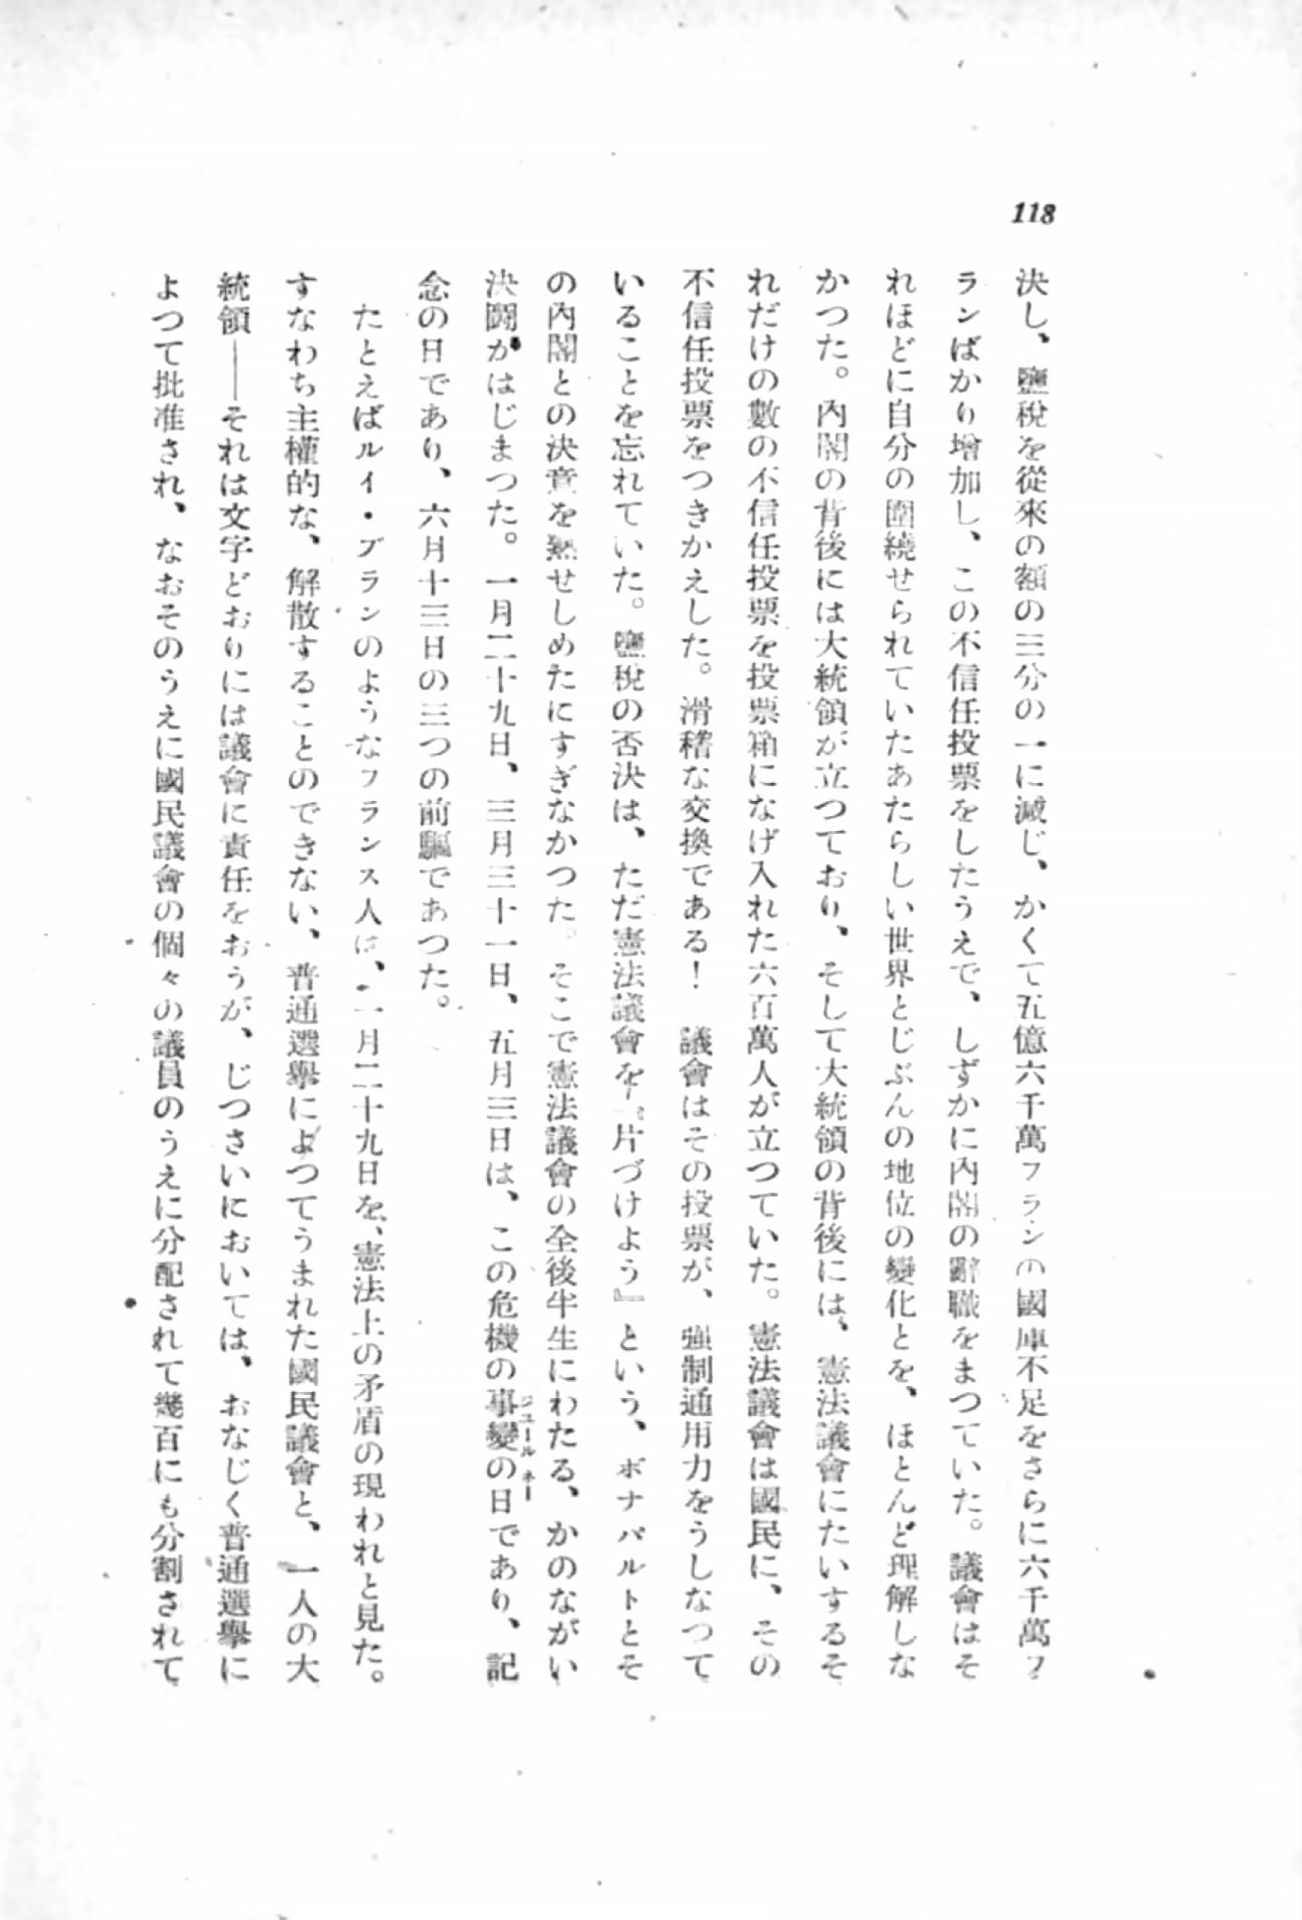 118
決し、鹽稅を從來の額の三分の一に減じ、かくて五億六千萬フランの國庫不足をさらに六千萬フ
ランばかり增加し、この不信任投票をしたうえで、しずかに內閣の辭職をまつていた。議會はそ
れほどに自分の圍繞せられていたあたらしい世界とじぶんの地位の變化とを、ほとんど理解しな
かつた。內閣の背後には大統領が立つており、そして大統領の背後には、憲法議會にたいするそ
れだけの數の不信任投票を投票箱になげ入れた六百萬人が立つていた。憲法議會は國民に、その
不信任投票をつきかえした。滑稽な交換である！　議會はその投票が、强制通用力をうしなつて
いることを忘れていた。鹽稅の否決は、ただ憲法議會を『片づけよう』という、ボナパルトとそ
の內閣との決意を熟せしめたにすぎなかつた。そこで憲法議會の全後半生にわたる、かのながい
決鬪がはじまつた。一月二十九日、三月三十一日、五月三日は、この危機の事變の日であり、記
ジユールネー
念の日であり、六月十三日の三つの前驅であつた。
たとえばルイ・ブランのようなフランス人は、一月二十九日を、憲法上の矛盾の現われと見た。
すなわち主權的な、解散することのできない、普通選擧によつてうまれた國民議會と、一人の大
統領――それは文字どおりには議會に責任をおうが、じつさいにおいては、おなじく普通選擧に
よつて批准され、なおそのうえに國民議會の個々の議員のうえに分配されて幾百にも分割されて